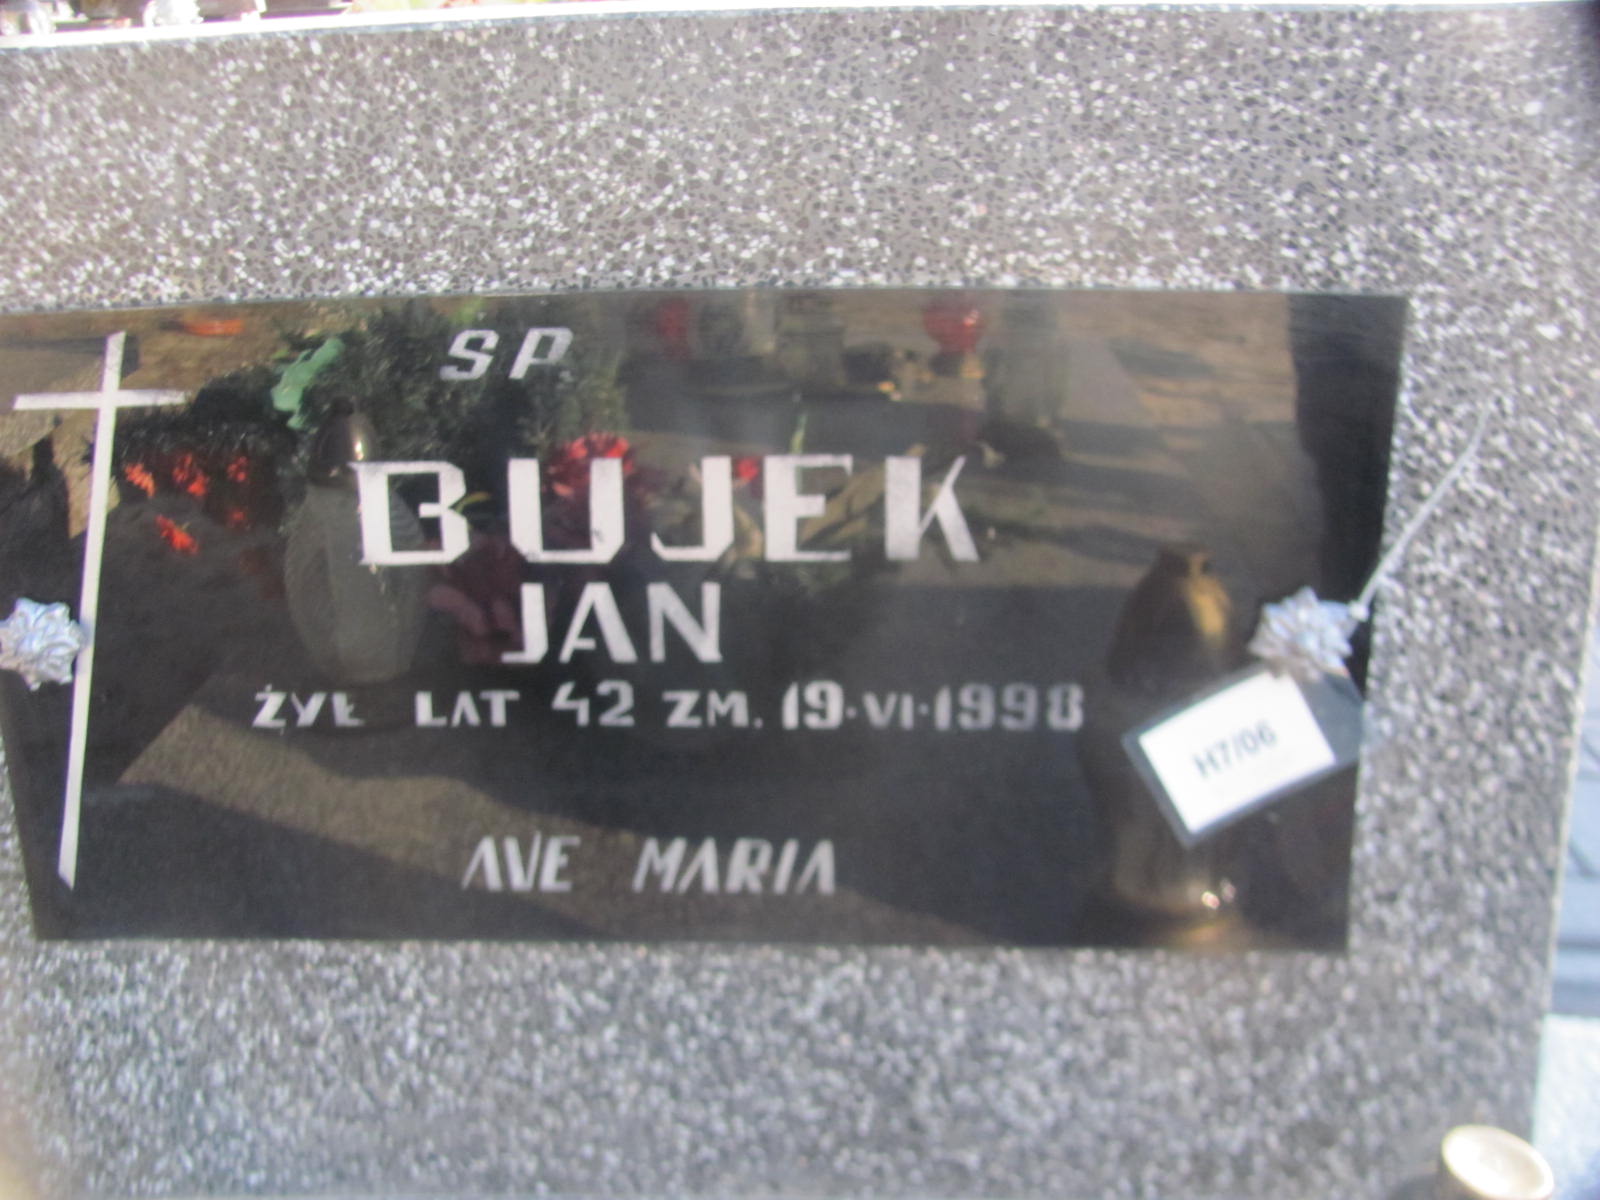 SP.
BUJEK
JAN
ŻYŁ LAT 42 ZM. 19·VI·1998
H7/06
AVE MARIA